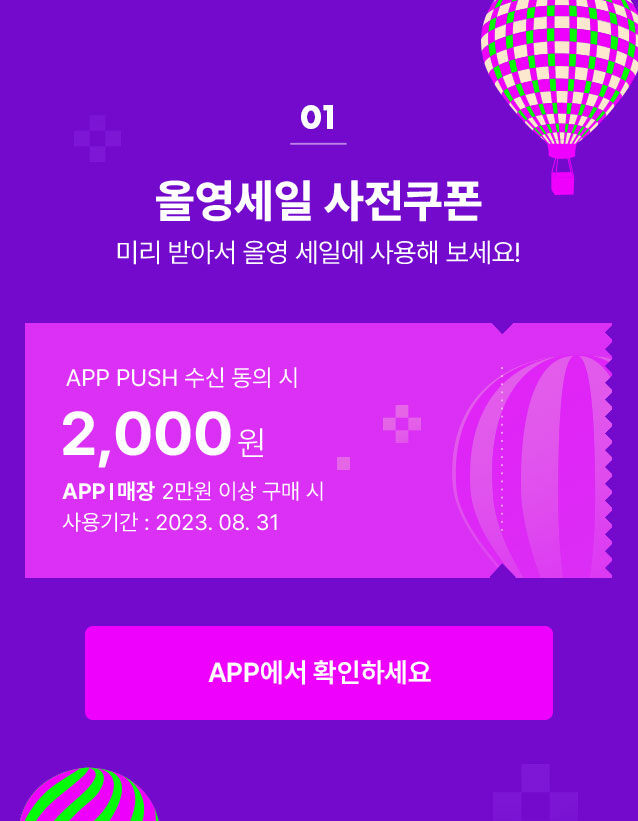 01
올영세일 사전쿠폰
미리 받아서 올영 세일에 사용해 보세요!
APP PUSH 수신 동의 시
2,000원
APP|매장 2만원 이상 구매 시
사용기간 : 2023. 08. 31
APP에서 확인하세요